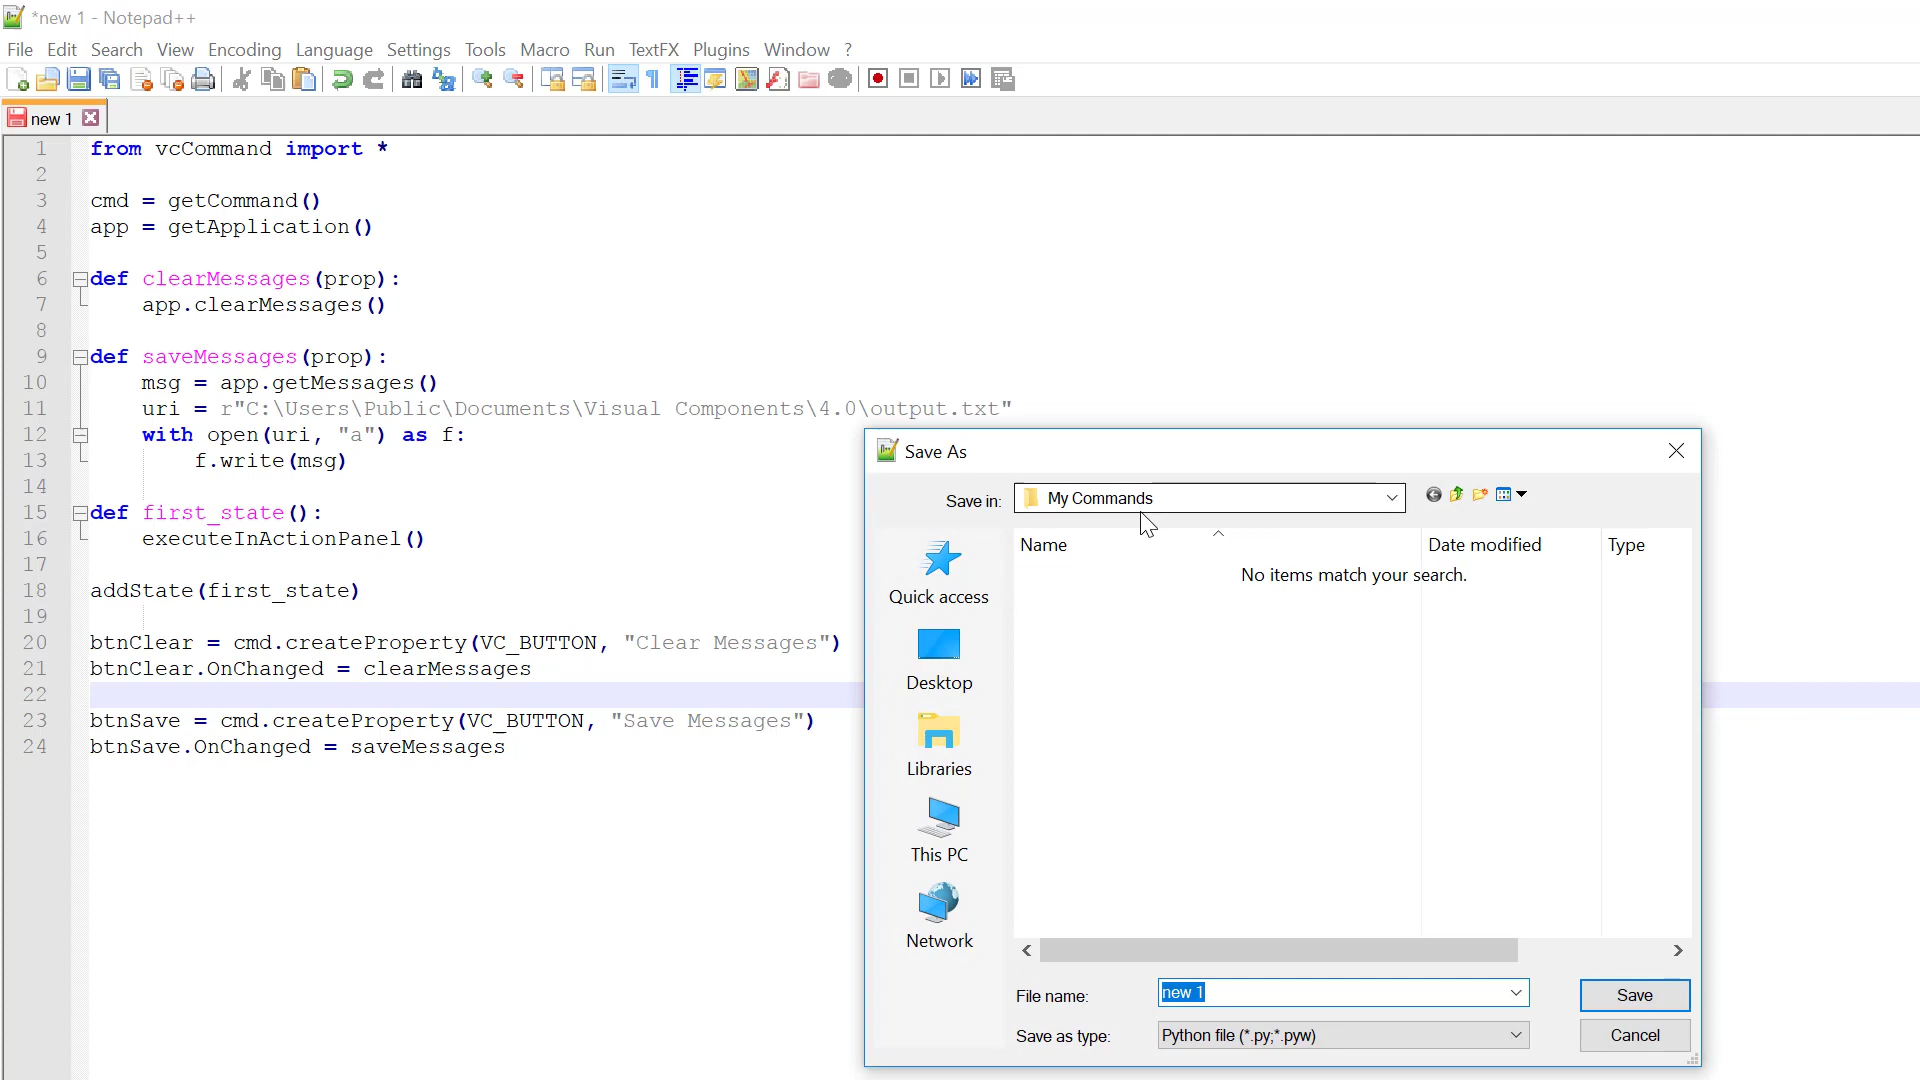 *new 1 - Notepad++
File Edit Search View Encoding Language Settings Tools Macro Run TextFX Plugins Window ?
new 1
1 from vcCommand import *
2
3 cmd = getCommand()
4 app = getApplication()
5
6 def clearMessages(prop):
7 app.clearMessages()
8
9 def saveMessages(prop):
10 msg = app.getMessages()
11 uri = r"C:\Users\Public\Documents\Visual Components\4.0\output.txt"
12 with open(uri, "a") as f:
13 f.write(msg)
14
15 def first_state():
16 executeInActionPanel()
17
18 addState(first_state)
19
20 btnClear = cmd.createProperty(VC_BUTTON, "Clear Messages")
21 btnClear.OnChanged = clearMessages
22
23 btnSave = cmd.createProperty(VC_BUTTON, "Save Messages")
24 btnSave.OnChanged = saveMessages
Save As
Save in: My Commands
Name Date modified Type
No items match your search.
Quick access
Desktop
Libraries
This PC
Network
File name: new 1 Save
Save as type: Python file (*.py;*.pyw) Cancel